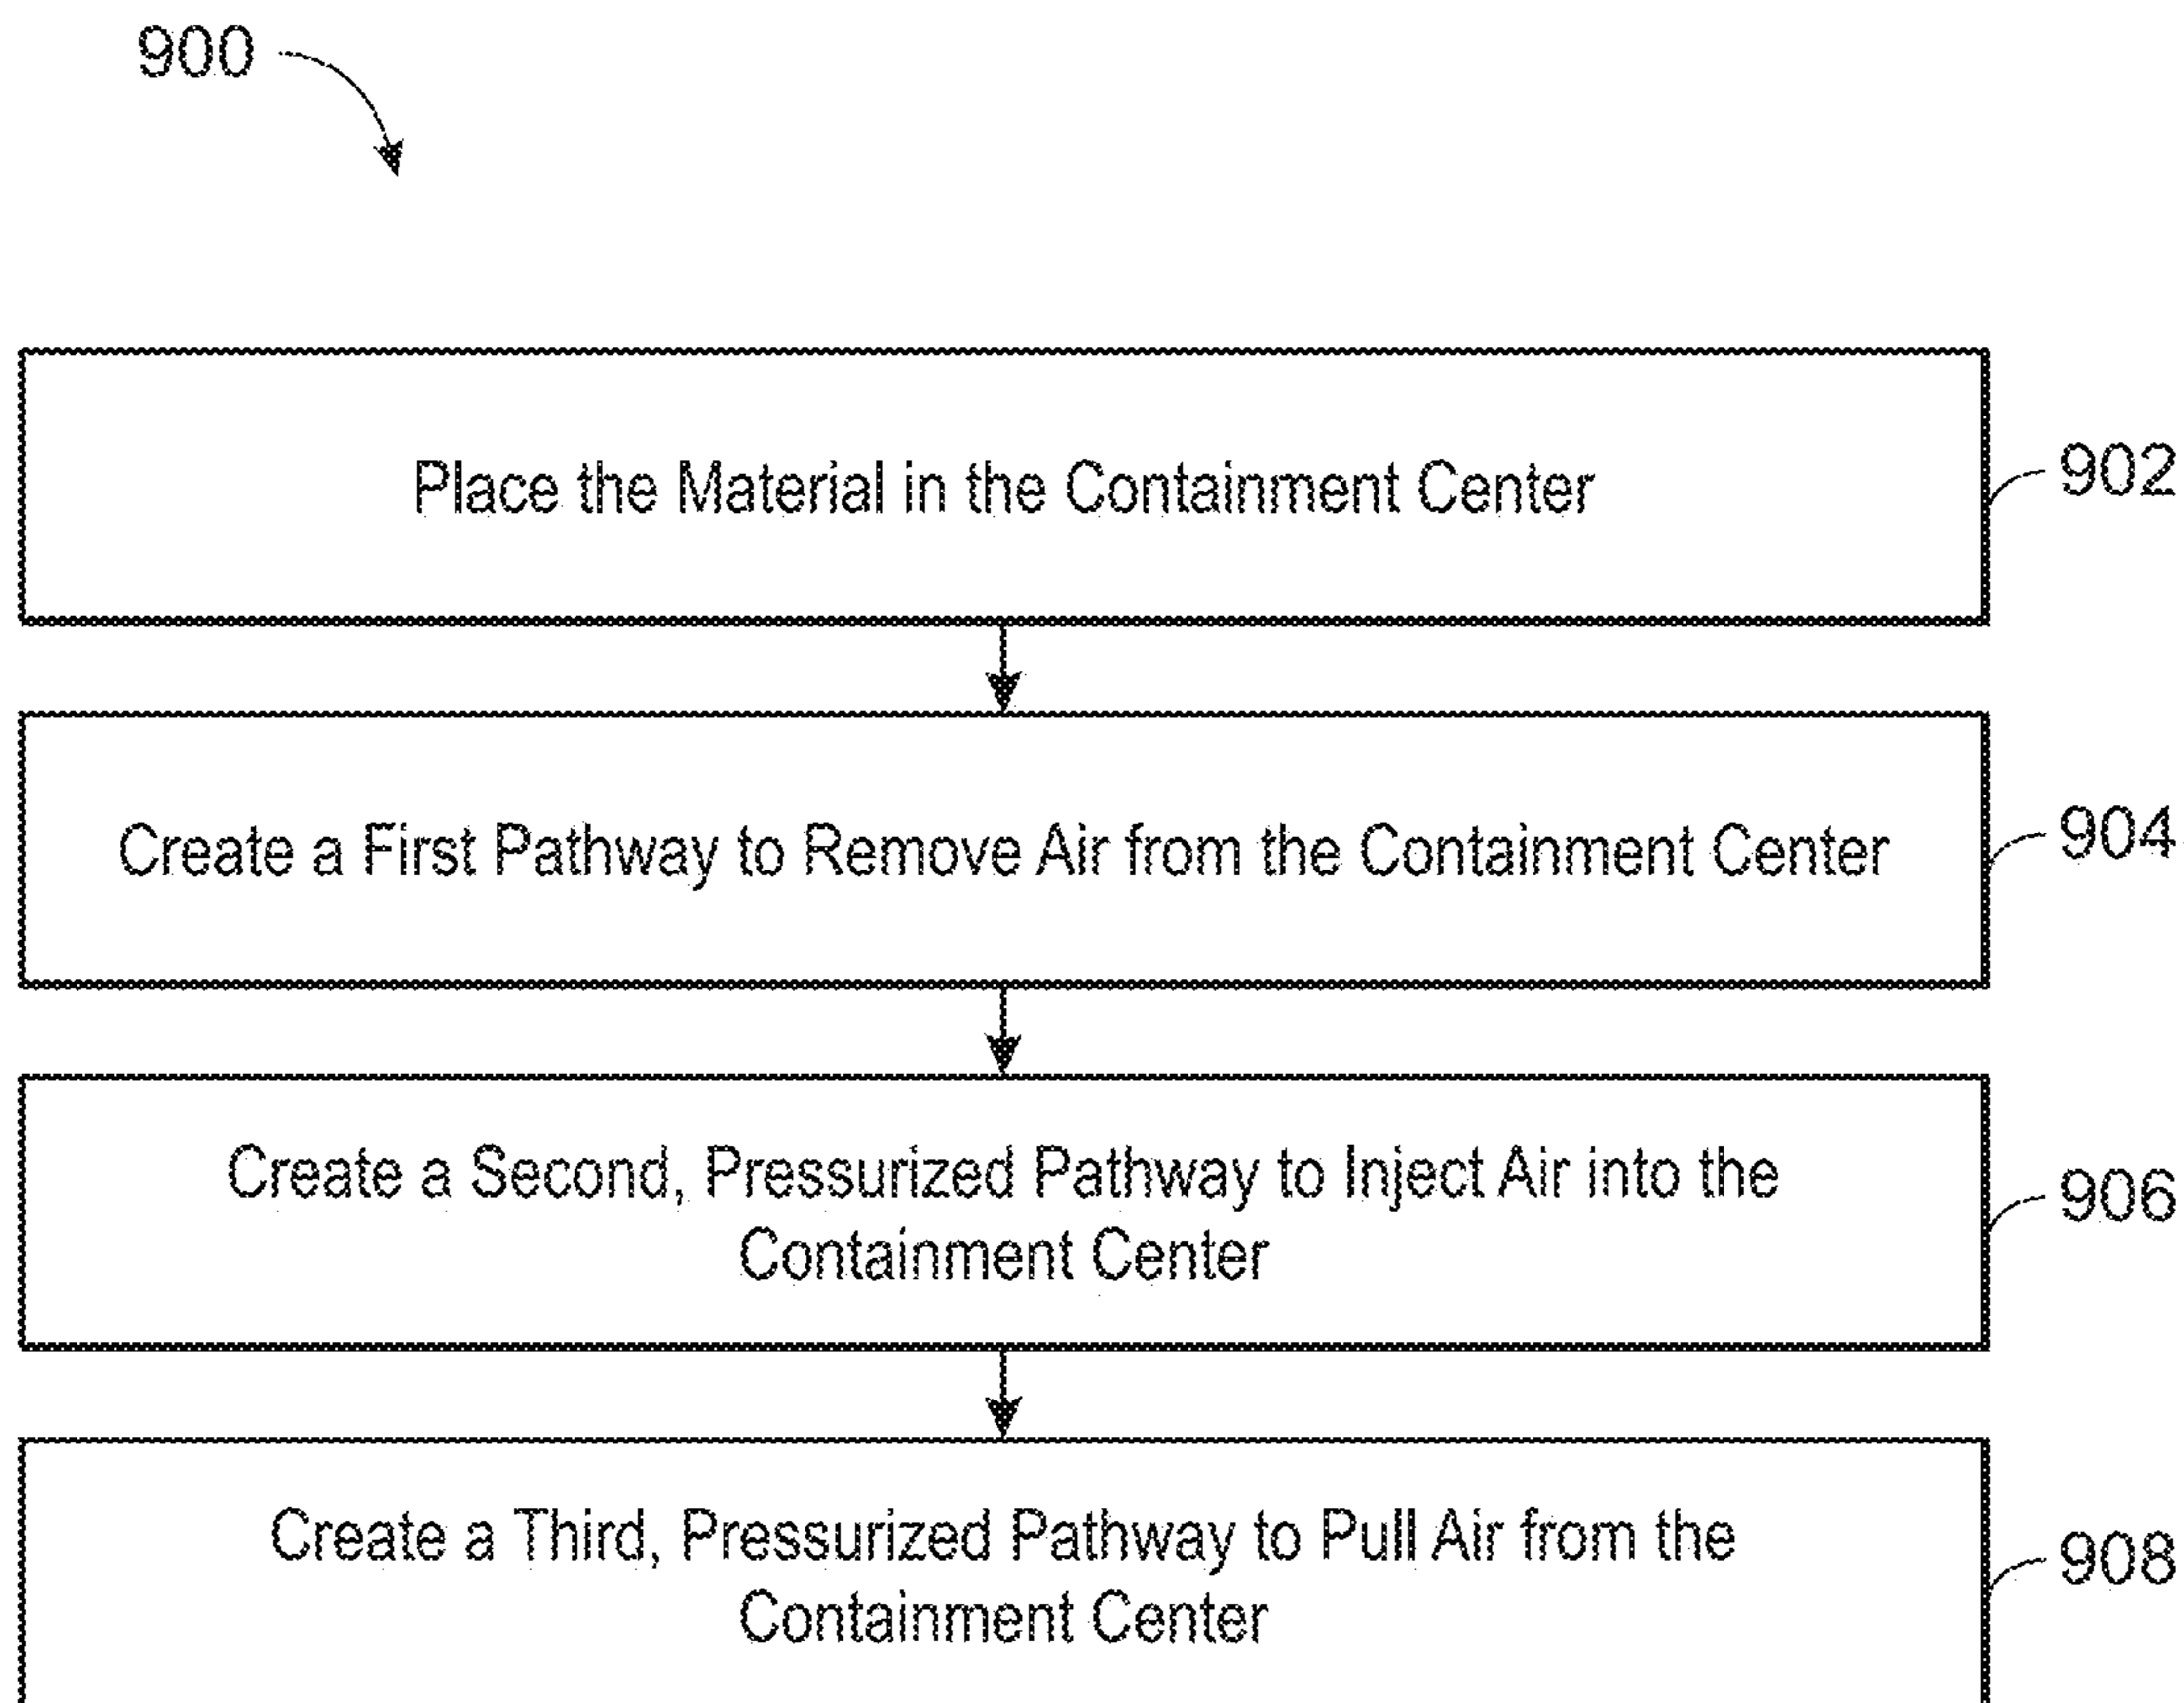 900
Place the Material in the Containment Center
902
Create a First Pathway to Remove Air from the Containment Center
904
Create a Second, Pressurized Pathway to Inject Air into the
Containment Center
906
Create a Third, Pressurized Pathway to Pull Air from the
Containment Center
908